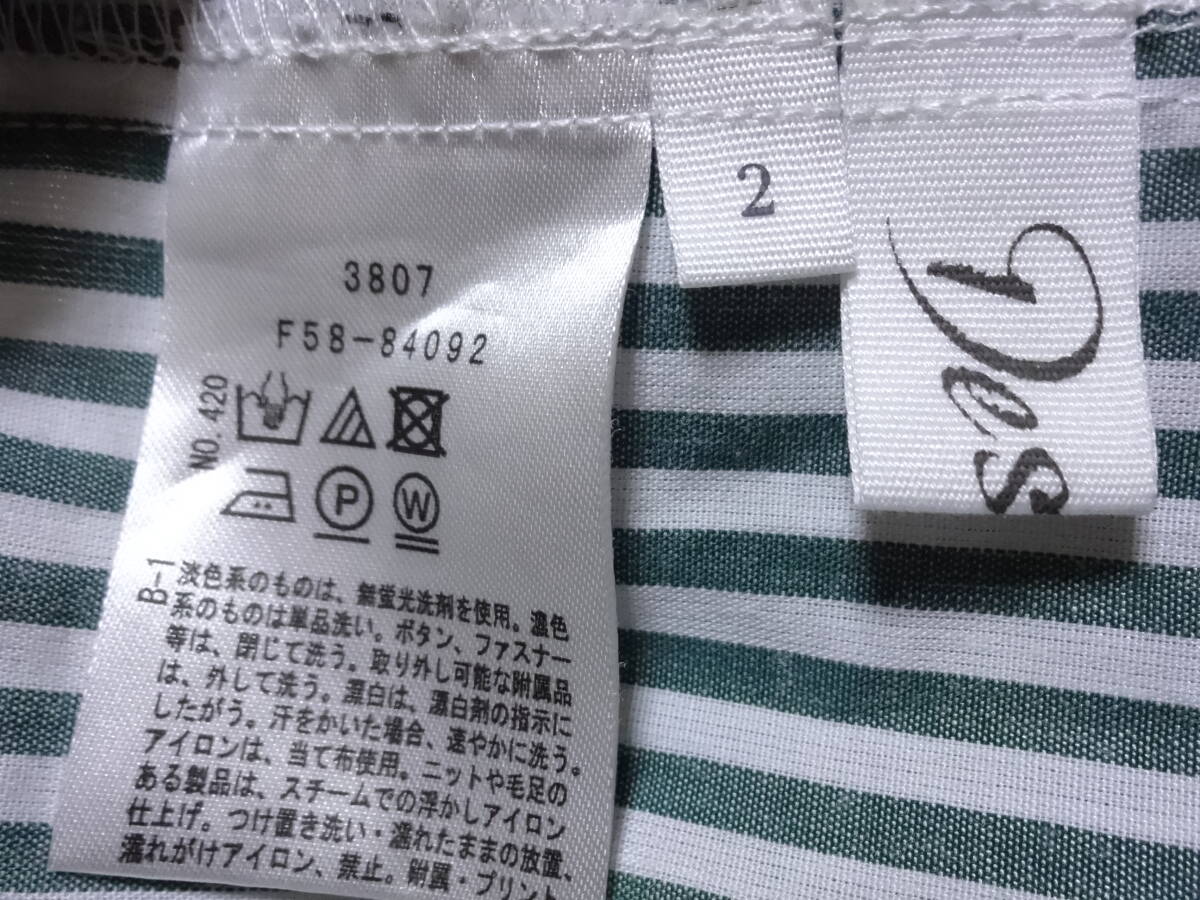 3807
F58-84092
NO. 420
P
W
B-1
淡色系のものは、無蛍光洗剤を使用。濃色
系のものは単品洗い。ボタン、ファスナー
等は、閉じて洗う。取り外し可能な附属品
は、外して洗う。漂白は、漂白剤の指示に
したがう。汗をかいた場合、速やかに洗う。
アイロンは、当て布使用。ニットや毛足の
ある製品は、スチームでの浮かしアイロン
仕上げ。つけ置き洗い・濡れたままの放置、
濡れがけアイロン、禁止。附属・プリント
2
Des